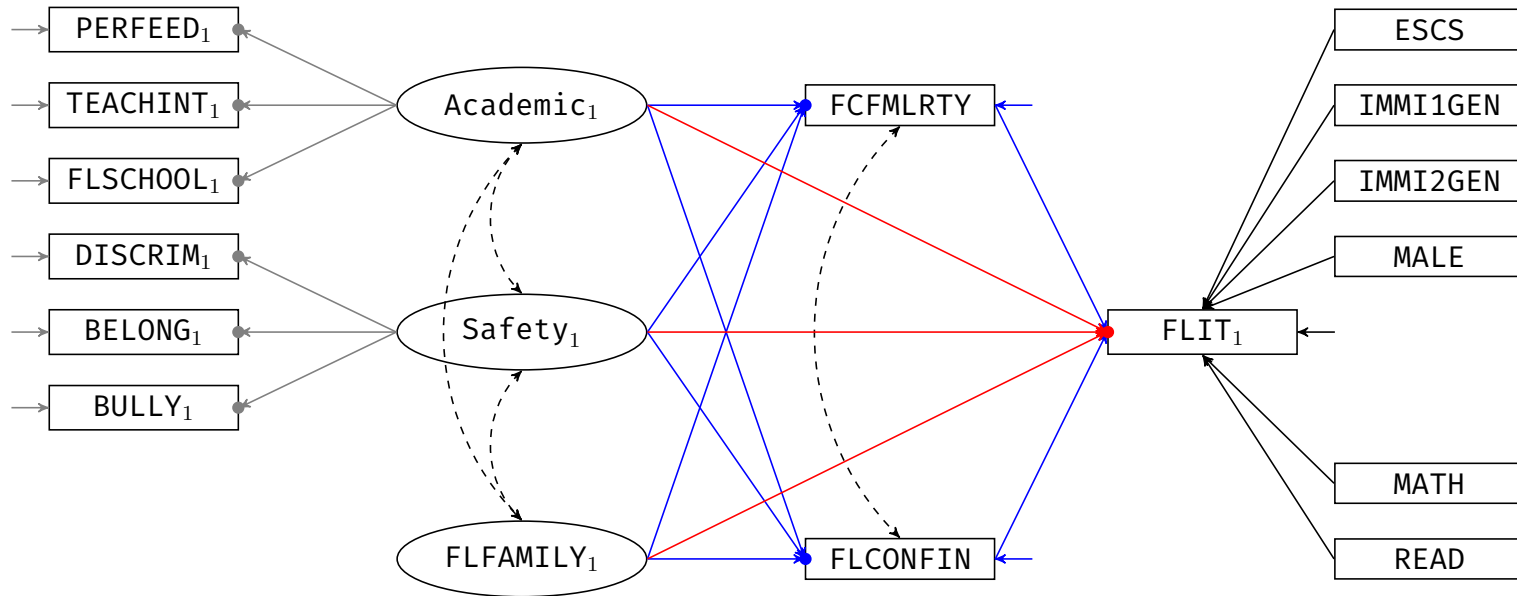 PERFEED₁
TEACHINT₁
FLSCHOOL₁
DISCRIM₁
BELONG₁
BULLY₁
Academic₁
Safety₁
FLFAMILY₁
FCFMLRTY
FLCONFIN
FLIT₁
ESCS
IMMI1GEN
IMMI2GEN
MALE
MATH
READ